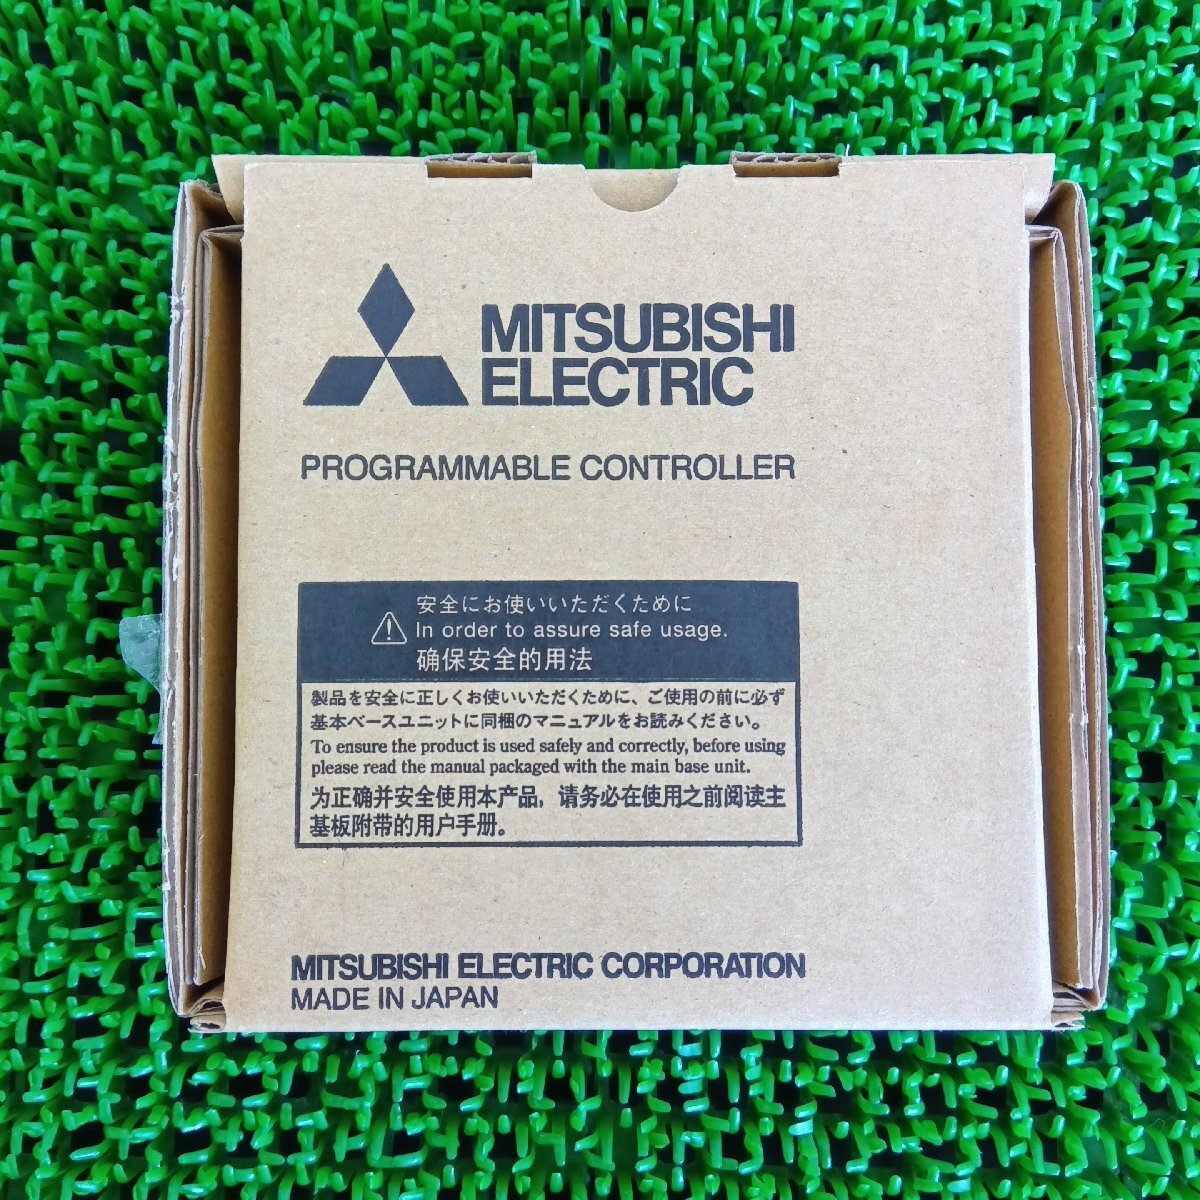 MITSUBISHI
ELECTRIC
PROGRAMMABLE CONTROLLER
安全にお使いいただくために
In order to assure safe usage.
确保安全的用法
製品を安全に正しくお使いいただくために、ご使用の前に必ず
基本ベースユニットに同梱のマニュアルをお読みください。
To ensure the product is used safely and correctly, before using
please read the manual packaged with the main base unit.
为正确并安全使用本产品，请务必在使用之前阅读主
基板附带的用户手册。
MITSUBISHI ELECTRIC CORPORATION
MADE IN JAPAN